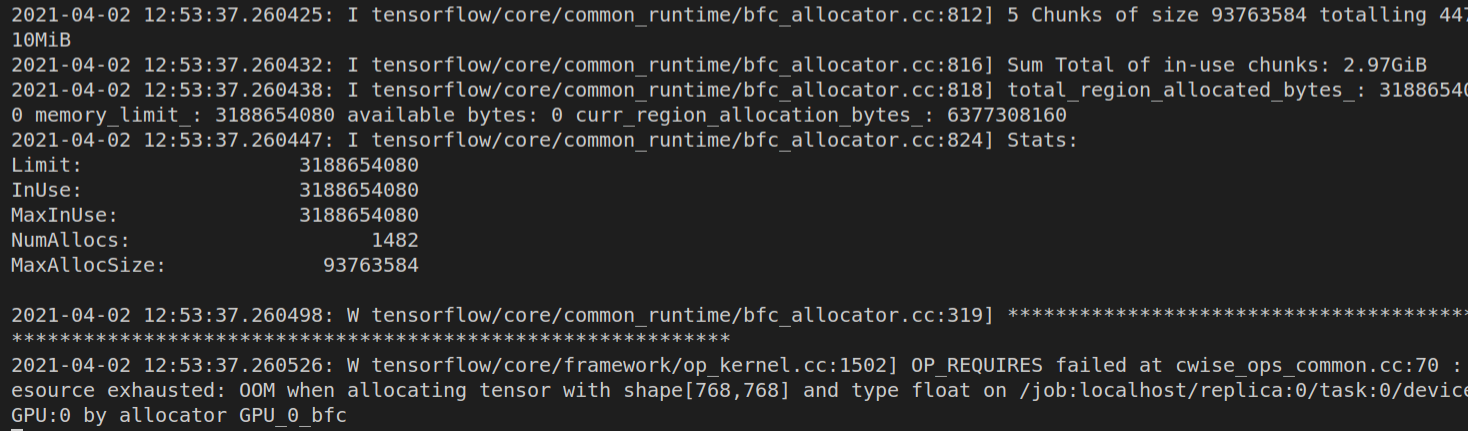 2021-04-02 12:53:37.260425: I tensorflow/core/common_runtime/bfc_allocator.cc:812] 5 Chunks of size 93763584 totalling 447
10MiB
2021-04-02 12:53:37.260432: I tensorflow/core/common_runtime/bfc_allocator.cc:816] Sum Total of in-use chunks: 2.97GiB
2021-04-02 12:53:37.260438: I tensorflow/core/common_runtime/bfc_allocator.cc:818] total_region_allocated_bytes_: 31886540
0 memory_limit_: 3188654080 available bytes: 0 curr_region_allocation_bytes_: 6377308160
2021-04-02 12:53:37.260447: I tensorflow/core/common_runtime/bfc_allocator.cc:824] Stats:
Limit: 3188654080
InUse: 3188654080
MaxInUse: 3188654080
NumAllocs: 1482
MaxAllocSize: 93763584
2021-04-02 12:53:37.260498: W tensorflow/core/common_runtime/bfc_allocator.cc:319] ***************************************
************************************************************
2021-04-02 12:53:37.260526: W tensorflow/core/framework/op_kernel.cc:1502] OP_REQUIRES failed at cwise_ops_common.cc:70 :
esource exhausted: OOM when allocating tensor with shape[768,768] and type float on /job:localhost/replica:0/task:0/device
GPU:0 by allocator GPU_0_bfc